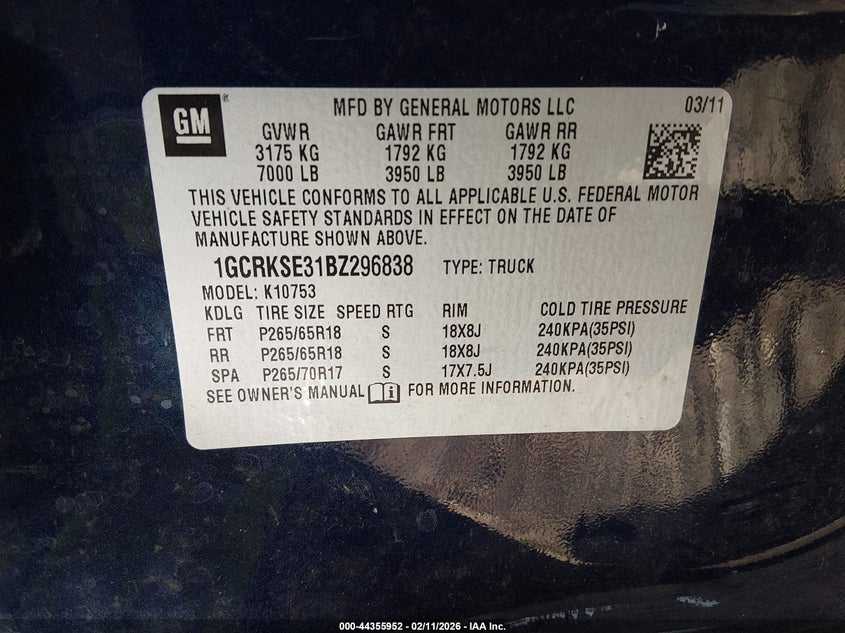 GM®
MFD BY GENERAL MOTORS LLC 03/11
GVWR GAWR FRT GAWR RR
3175 KG 1792 KG 1792 KG
7000 LB 3950 LB 3950 LB
THIS VEHICLE CONFORMS TO ALL APPLICABLE U.S. FEDERAL MOTOR
VEHICLE SAFETY STANDARDS IN EFFECT ON THE DATE OF
MANUFACTURE SHOWN ABOVE.
1GCRKSE31BZ296838 TYPE: TRUCK
MODEL: K10753
KDLG TIRE SIZE SPEED RTG RIM COLD TIRE PRESSURE
FRT P265/65R18 S 18X8J 240KPA(35PSI)
RR P265/65R18 S 18X8J 240KPA(35PSI)
SPA P265/70R17 S 17X7.5J 240KPA(35PSI)
SEE OWNER'S MANUAL FOR MORE INFORMATION.
000-44355952 - 02/11/2026 - IAA Inc.